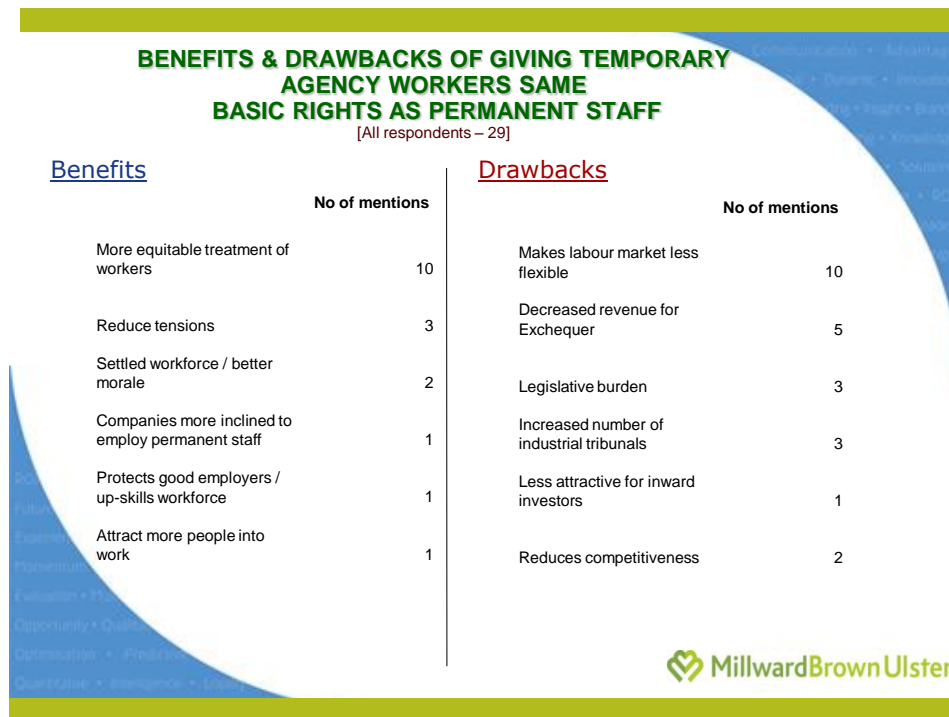 BENEFITS & DRAWBACKS OF GIVING TEMPORARY
AGENCY WORKERS SAME
BASIC RIGHTS AS PERMANENT STAFF
[All respondents – 29]
Benefits
No of mentions
More equitable treatment of
workers 10
Reduce tensions 3
Settled workforce / better
morale 2
Companies more inclined to
employ permanent staff 1
Protects good employers /
up-skills workforce 1
Attract more people into
work 1
Drawbacks
No of mentions
Makes labour market less
flexible 10
Decreased revenue for
Exchequer 5
Legislative burden 3
Increased number of
industrial tribunals 3
Less attractive for inward
investors 1
Reduces competitiveness 2
MillwardBrown Ulster